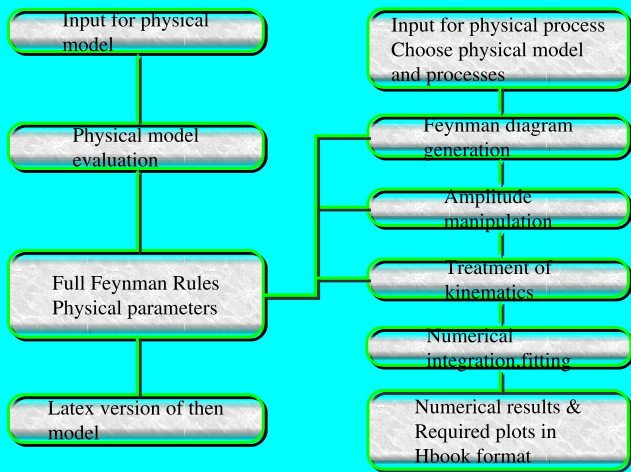 Input for physical
model
Physical model
evaluation
Full Feynman Rules
Physical parameters
Latex version of then
model
Input for physical process
Choose physical model
and processes
Feynman diagram
generation
Amplitude
manipulation
Treatment of
kinematics
Numerical
integration,fitting
Numerical results &
Required plots in
Hbook format